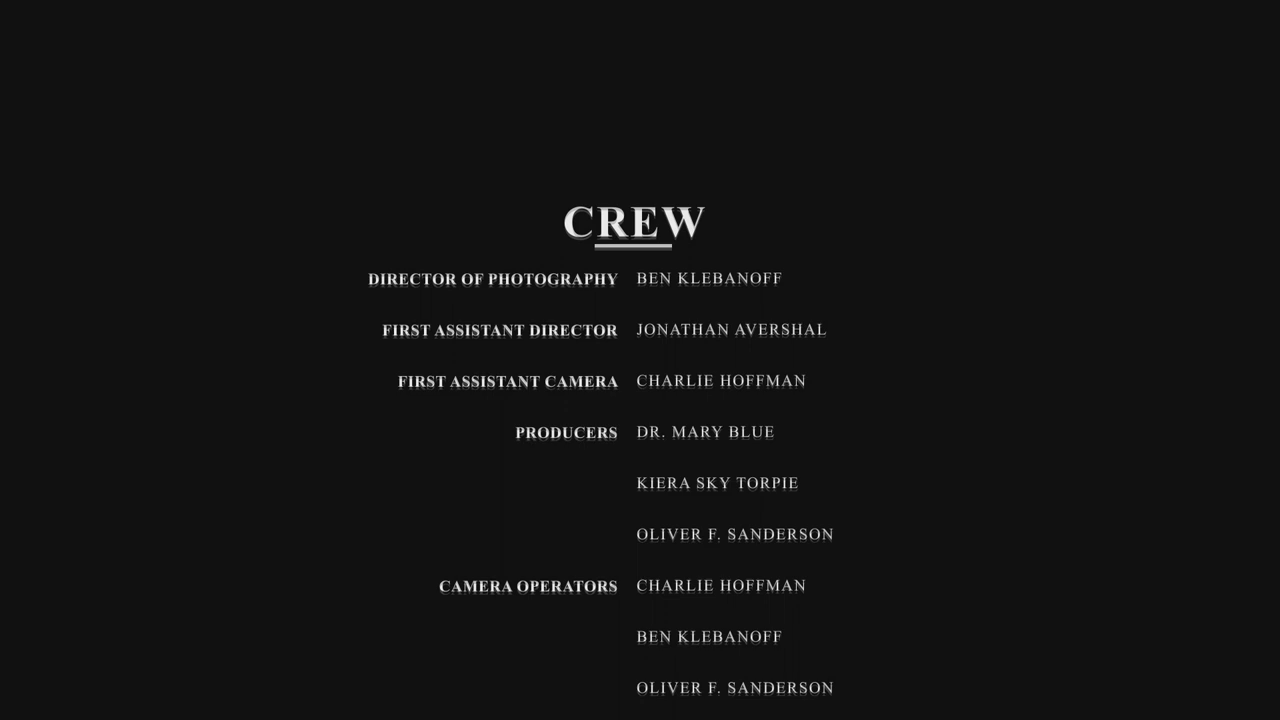 CREW
DIRECTOR OF PHOTOGRAPHY BEN KLEBANOFF
FIRST ASSISTANT DIRECTOR JONATHAN AVERSHAL
FIRST ASSISTANT CAMERA CHARLIE HOFFMAN
PRODUCERS DR. MARY BLUE
KIERA SKY TORPIE
OLIVER F. SANDERSON
CAMERA OPERATORS CHARLIE HOFFMAN
BEN KLEBANOFF
OLIVER F. SANDERSON